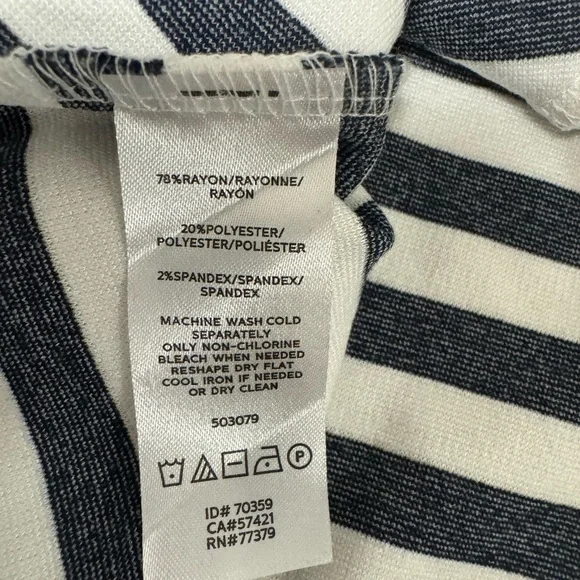 78%RAYON/RAYONNE/
RAYÓN
20%POLYESTER/
POLYESTER/POLIÉSTER
2%SPANDEX/SPANDEX/
SPANDEX
MACHINE WASH COLD
SEPARATELY
ONLY NON-CHLORINE
BLEACH WHEN NEEDED
RESHAPE DRY FLAT
COOL IRON IF NEEDED
OR DRY CLEAN
503079
P
ID# 70359
CA#57421
RN#77379